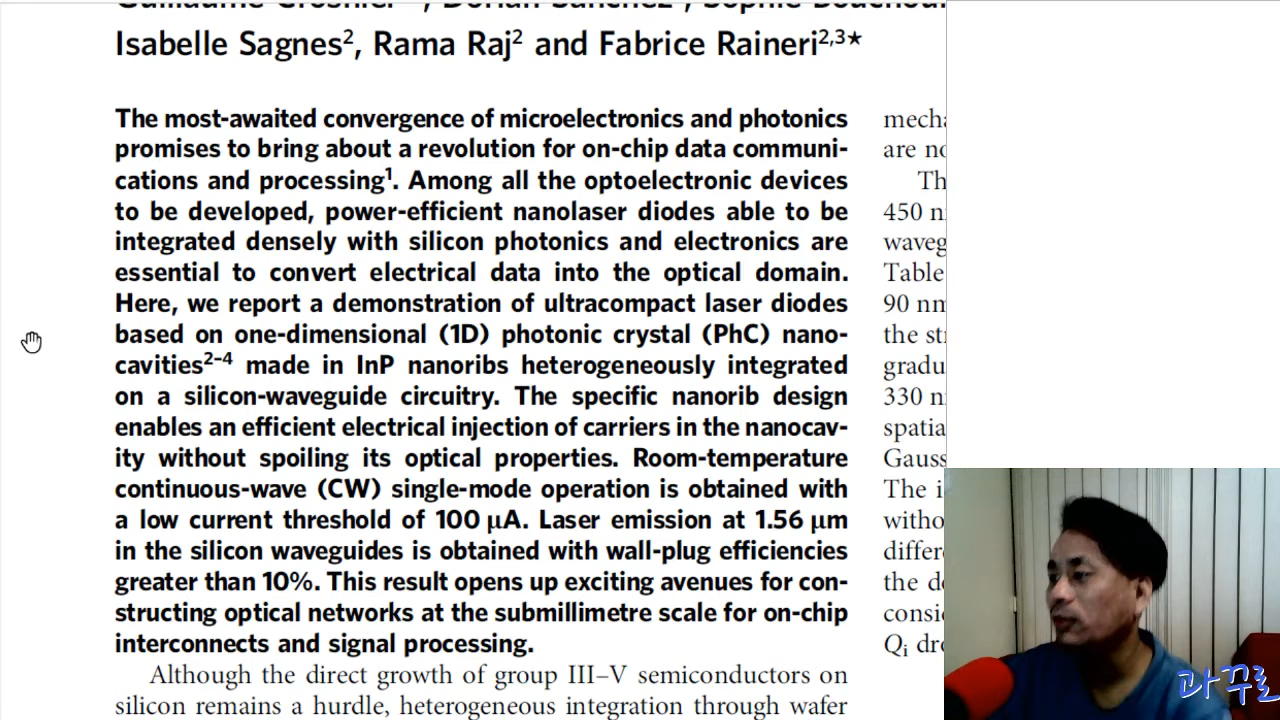 Isabelle Sagnes2, Rama Raj2 and Fabrice Raineri2,3★
The most-awaited convergence of microelectronics and photonics
promises to bring about a revolution for on-chip data communi-
cations and processing1. Among all the optoelectronic devices
to be developed, power-efficient nanolaser diodes able to be
integrated densely with silicon photonics and electronics are
essential to convert electrical data into the optical domain.
Here, we report a demonstration of ultracompact laser diodes
based on one-dimensional (1D) photonic crystal (PhC) nano-
cavities2–4 made in InP nanoribs heterogeneously integrated
on a silicon-waveguide circuitry. The specific nanorib design
enables an efficient electrical injection of carriers in the nanocav-
ity without spoiling its optical properties. Room-temperature
continuous-wave (CW) single-mode operation is obtained with
a low current threshold of 100 μA. Laser emission at 1.56 μm
in the silicon waveguides is obtained with wall-plug efficiencies
greater than 10%. This result opens up exciting avenues for con-
structing optical networks at the submillimetre scale for on-chip
interconnects and signal processing.
Although the direct growth of group III–V semiconductors on
silicon remains a hurdle, heterogeneous integration through wafer
are
Th
450
waveg
Table
90
the
gradu
330
spatia
Gauss
The
witho
differe
the
consi
Qi
과 꾸로